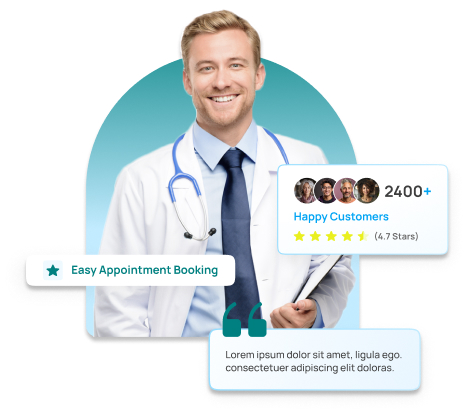 2400+
Happy Customers
(4.7 Stars)
Easy Appointment Booking
Lorem ipsum dolor sit amet, ligula ego.
consectetuer adipiscing elit doloras.